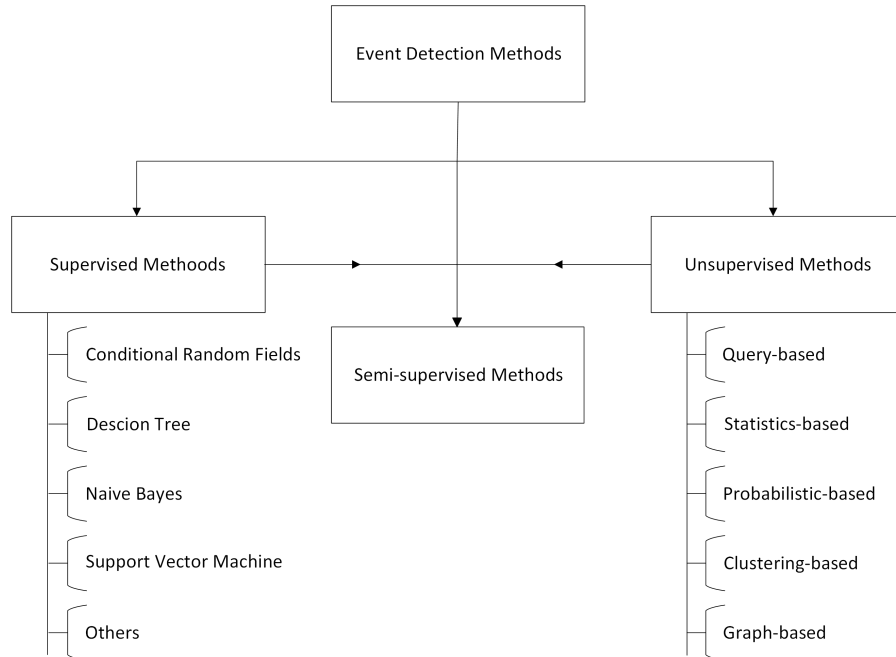 Event Detection Methods
Supervised Methoods
Unsupervised Methods
Semi-supervised Methods
Conditional Random Fields
Descion Tree
Naive Bayes
Support Vector Machine
Others
Query-based
Statistics-based
Probabilistic-based
Clustering-based
Graph-based